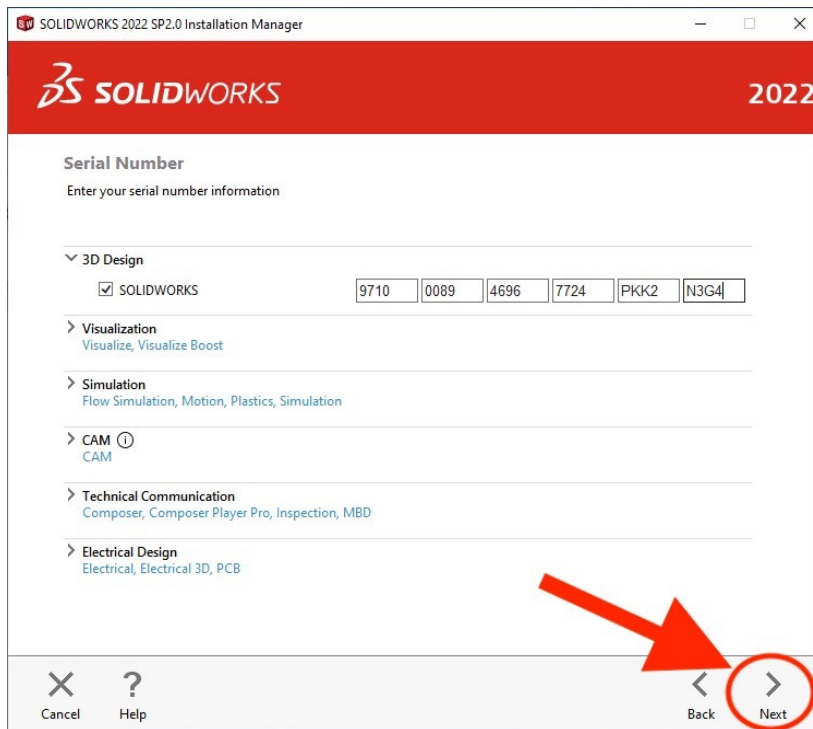 SOLIDWORKS 2022 SP2.0 Installation Manager
SOLIDWORKS 2022
Serial Number
Enter your serial number information
3D Design
SOLIDWORKS 9710 0089 4696 7724 PKK2 N3G4
Visualization
Visualize, Visualize Boost
Simulation
Flow Simulation, Motion, Plastics, Simulation
CAM
CAM
Technical Communication
Composer, Composer Player Pro, Inspection, MBD
Electrical Design
Electrical, Electrical 3D, PCB
Cancel Help Back Next